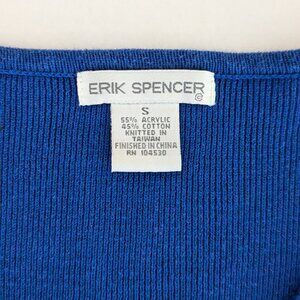 ERIK SPENCER©
S
55% ACRYLIC
45% COTTON
KNITTED IN
TAIWAN
FINISHED IN CHINA
RN 104530